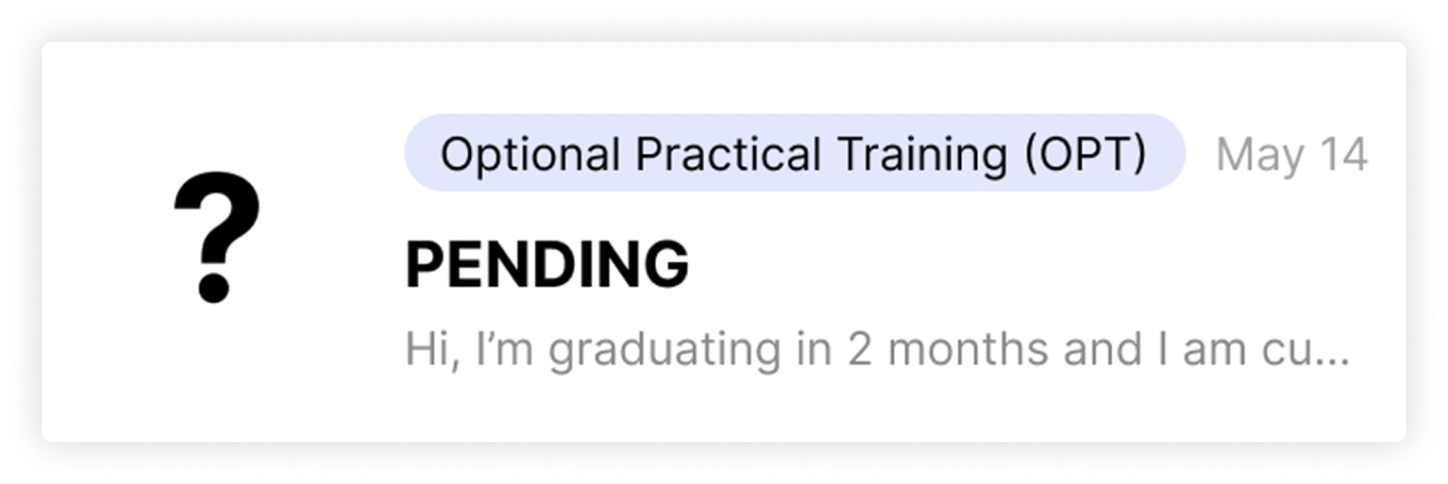 ?
Optional Practical Training (OPT) May 14
PENDING
Hi, I’m graduating in 2 months and I am cu...